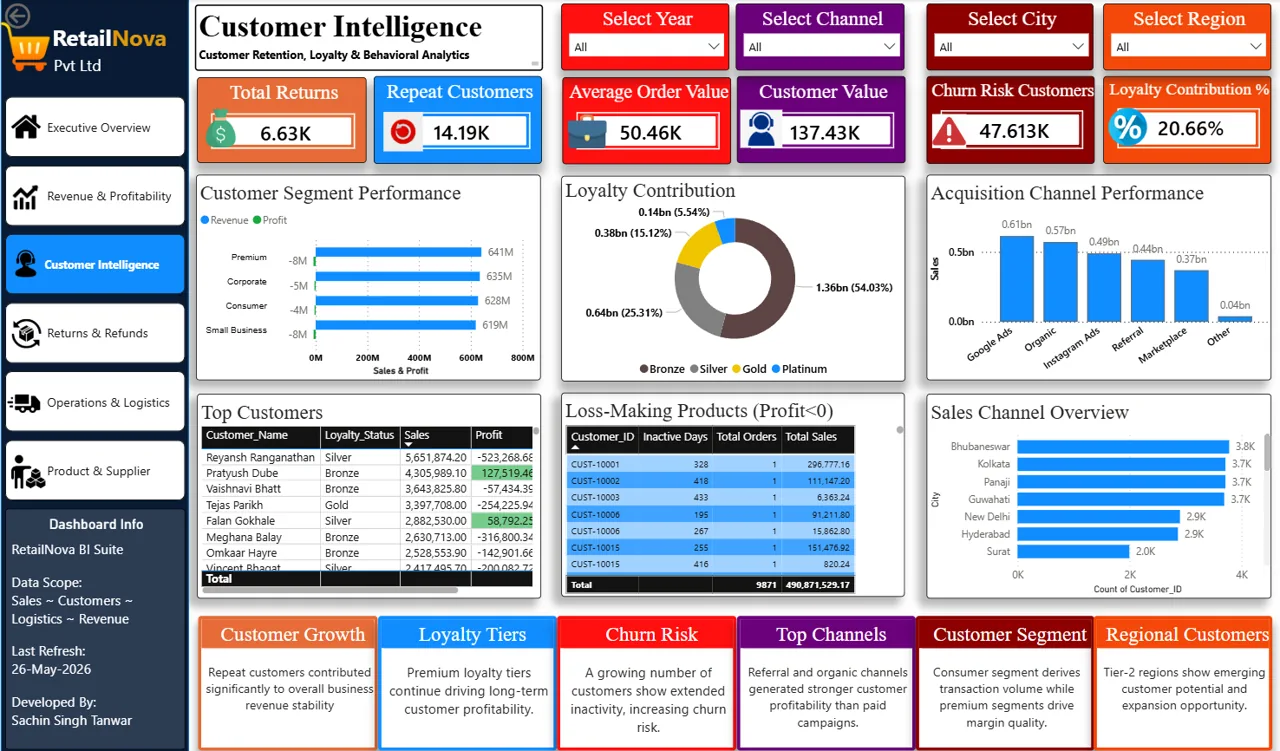 RetailNova
Pvt Ltd
Executive Overview
Revenue & Profitability
Customer Intelligence
Returns & Refunds
Operations & Logistics
Product & Supplier
Dashboard Info
RetailNova BI Suite
Data Scope:
Sales ~ Customers ~
Logistics ~ Revenue
Last Refresh:
26-May-2026
Developed By:
Sachin Singh Tanwar
Customer Intelligence
Customer Retention, Loyalty & Behavioral Analytics
Select Year
All
Select Channel
All
Select City
All
Select Region
All
Total Returns
$
6.63K
Repeat Customers
14.19K
Average Order Value
50.46K
Customer Value
137.43K
Churn Risk Customers
47.613K
Loyalty Contribution %
%
20.66%
Customer Segment Performance
Revenue Profit
Premium -8M 641M
Corporate -5M 635M
Consumer -4M 628M
Small Business -8M 619M
0M 200M 400M 600M 800M
Sales & Profit
Loyalty Contribution
0.14bn (5.54%)
0.38bn (15.12%)
1.36bn (54.03%)
0.64bn (25.31%)
Bronze Silver Gold Platinum
Acquisition Channel Performance
Sales
0.5bn
0.0bn
0.61bn 0.57bn 0.49bn 0.44bn 0.37bn 0.04bn
Google Ads Organic Instagram Ads Referral Marketplace Other
Top Customers
Customer_Name Loyalty_Status Sales Profit
Reyansh Ranganathan Silver 5,651,874.20 -523,268.68
Pratyush Dube Bronze 4,305,989.10 127,519.46
Vaishnavi Bhatt Bronze 3,643,825.80 -57,434.39
Tejas Parikh Gold 3,397,708.00 -254,225.94
Falan Gokhale Silver 2,882,530.00 58,792.25
Meghana Balay Bronze 2,630,713.00 -316,800.34
Omkaar Hayre Bronze 2,528,553.90 -142,901.66
Vincent Bhagat Silver 2,417,495.70 -200,082.72
Total
Loss-Making Products (Profit<0)
Customer_ID Inactive Days Total Orders Total Sales
CUST-10001 328 1 296,777.16
CUST-10002 418 1 111,147.20
CUST-10003 433 1 6,363.24
CUST-10006 195 1 91,211.80
CUST-10006 267 1 15,862.80
CUST-10015 255 1 151,476.92
CUST-10015 416 1 820.24
Total 9871 490,871,529.17
Sales Channel Overview
City
Bhubaneswar 3.8K
Kolkata 3.7K
Panaji 3.7K
Guwahati 3.7K
New Delhi 2.9K
Hyderabad 2.9K
Surat 2.0K
0K 2K 4K
Count of Customer_ID
Customer Growth
Repeat customers contributed
significantly to overall business
revenue stability
Loyalty Tiers
Premium loyalty tiers
continue driving long-term
customer profitability.
Churn Risk
A growing number of
customers show extended
inactivity, increasing churn
risk.
Top Channels
Referral and organic channels
generated stronger customer
profitability than paid
campaigns.
Customer Segment
Consumer segment derives
transaction volume while
premium segments drive
margin quality.
Regional Customers
Tier-2 regions show emerging
customer potential and
expansion opportunity.